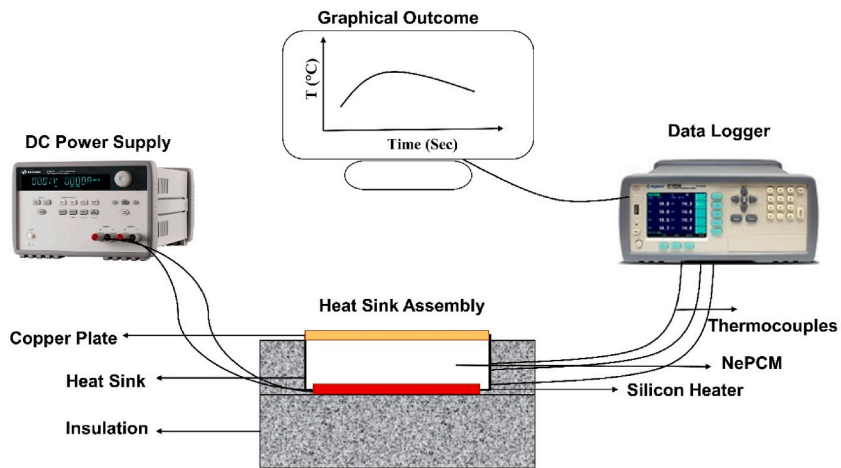 Graphical Outcome
T (°C)
Time (Sec)
DC Power Supply
Data Logger
Heat Sink Assembly
Copper Plate
Thermocouples
NePCM
Heat Sink
Silicon Heater
Insulation